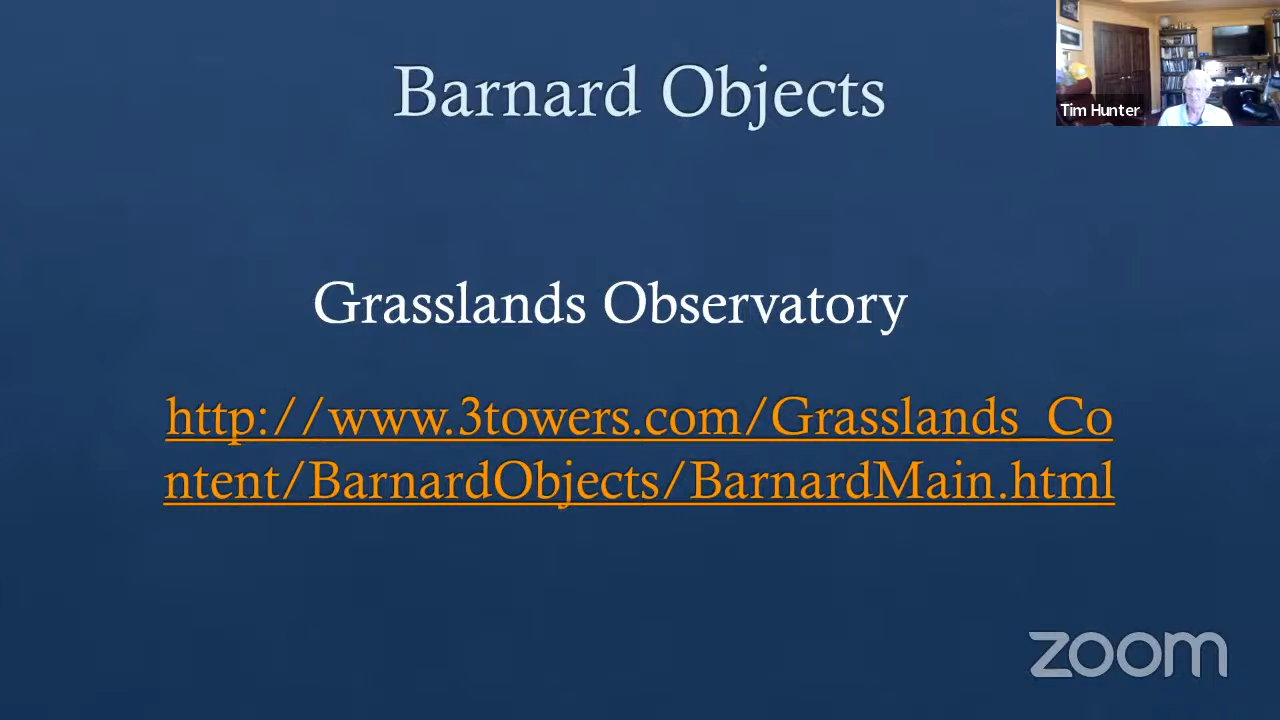 Barnard Objects
Tim Hunter
Grasslands Observatory
http://www.3towers.com/Grasslands_Co
ntent/BarnardObjects/BarnardMain.html
zoom